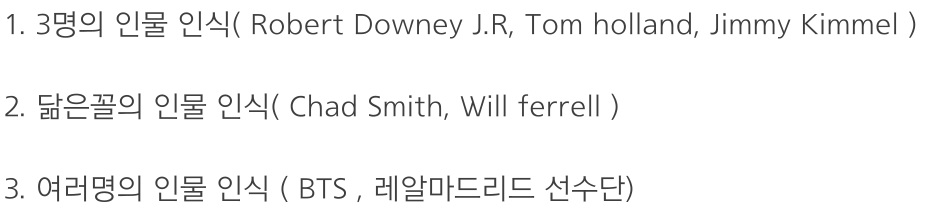 1. 3명의 인물 인식( Robert Downey J.R, Tom holland, Jimmy Kimmel )
2. 닮은꼴의 인물 인식( Chad Smith, Will ferrell )
3. 여러명의 인물 인식 ( BTS , 레알마드리드 선수단)